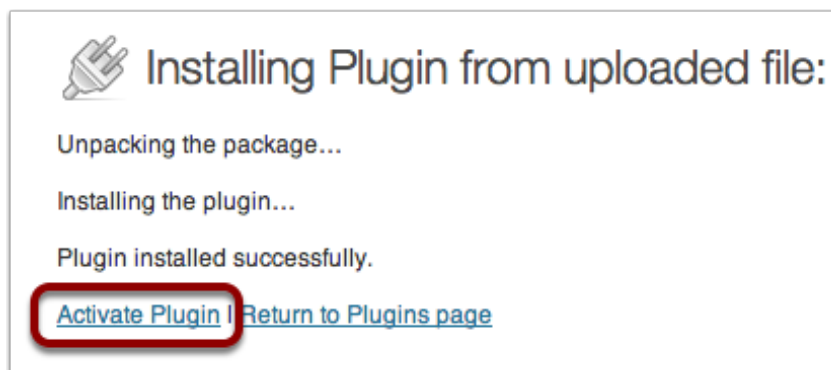 Installing Plugin from uploaded file:
Unpacking the package...
Installing the plugin...
Plugin installed successfully.
Activate Plugin | Return to Plugins page